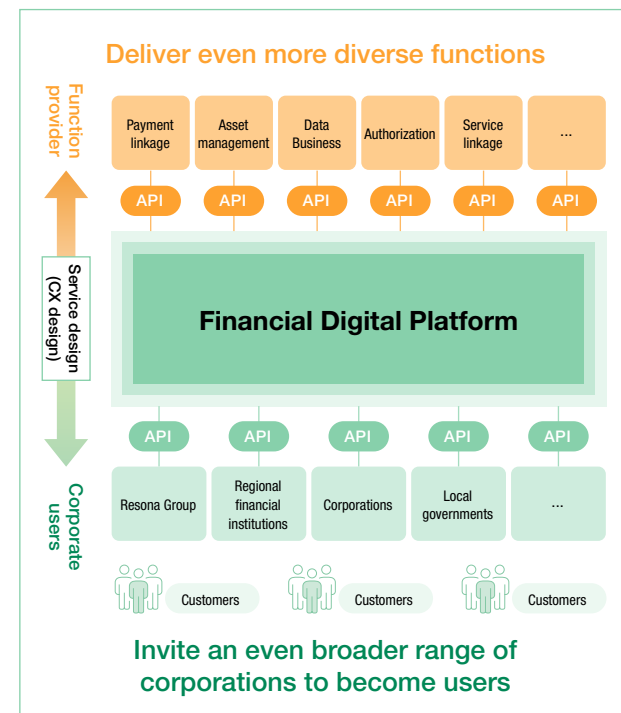 Deliver even more diverse functions
Function
provider
Payment
linkage
Asset
management
Data
Business
Authorization
Service
linkage
...
API
API
API
API
API
API
Service design
(CX design)
Financial Digital Platform
API
API
API
API
API
Corporate
users
Resona Group
Regional
financial
institutions
Corporations
Local
governments
...
Customers
Customers
Customers
Invite an even broader range of
corporations to become users